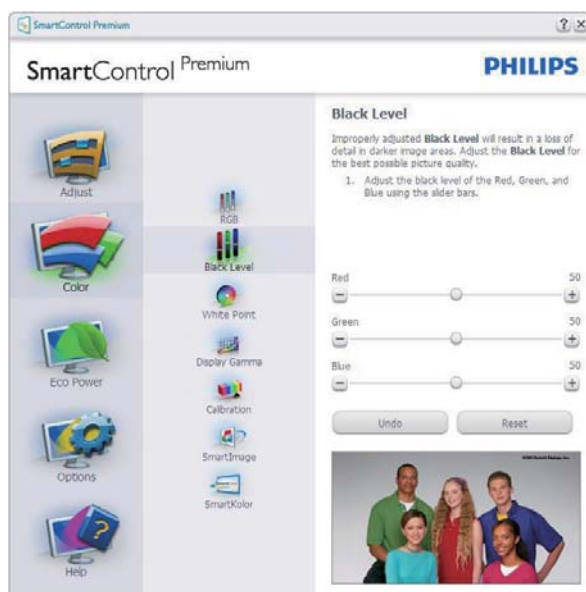 SmartControl Premium
SmartControl Premium
PHILIPS
Adjust
Color
Eco Power
Options
Help
RGB
Black Level
White Point
Display Gamma
Calibration
SmartImage
SmartKolor
Black Level
Improperly adjusted Black Level will result in a loss of
detail in darker image areas. Adjust the Black Level for
the best possible picture quality.
1. Adjust the black level of the Red, Green, and
Blue using the slider bars.
Red 50
Green 50
Blue 50
Undo Reset